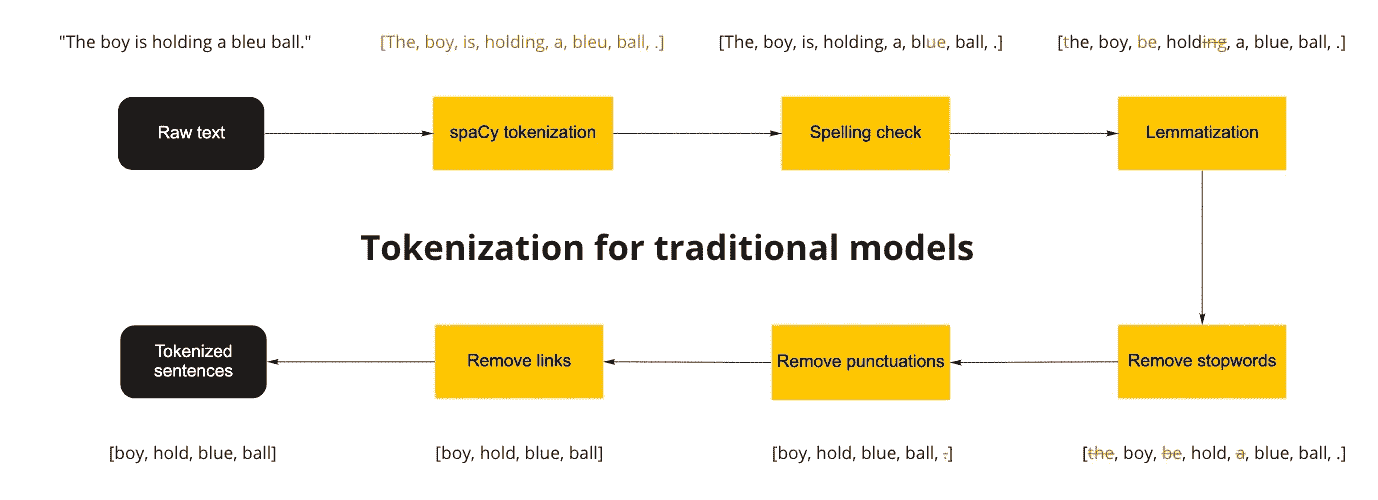 "The boy is holding a bleu ball."
[The, boy, is, holding, a, bleu, ball, .]
[The, boy, is, holding, a, blue, ball, .]
[the, boy, be, holding, a, blue, ball, .]
Raw text
spaCy tokenization
Spelling check
Lemmatization
Tokenization for traditional models
Tokenized
sentences
Remove links
Remove punctuations
Remove stopwords
[boy, hold, blue, ball]
[boy, hold, blue, ball]
[boy, hold, blue, ball, .]
[the, boy, be, hold, a, blue, ball, .]